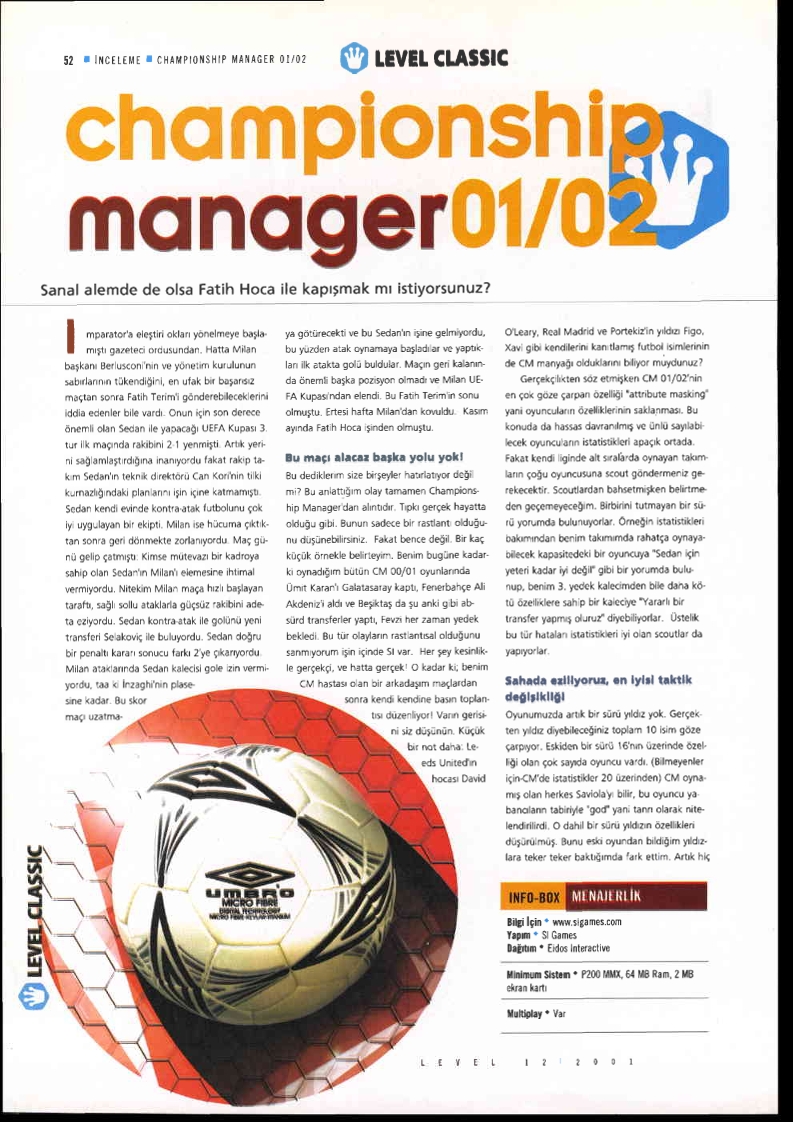 52 ■ İNCELEME ■ CHAMPIONSHIP MANAGER 01/02
LEVEL CLASSIC
championship
manager01/02
Sanal alemde de olsa Fatih Hoca ile kapışmak mı istiyorsunuz?
Imparator'a eleştiri okları yönelmeye başla-
mıştı gazeteci ordusundan. Hatta Milan
başkanı Berlusconi'nin ve yönetim kurulunun
sabırlarının tükendiğini, en ufak bir başarısız
maçtan sonra Fatih Terim'i gönderebileceklerini
iddia edenler bile vardı. Onun için son derece
önemli olan Sedan ile yapacağı UEFA Kupası 3.
tur ilk maçında rakibini 2-1 yenmişti. Artık yeri-
ni sağlamlaştırdığına inanıyordu fakat rakip ta-
kım Sedan'ın teknik direktörü Can Kori'nin tilki
kurnazlığındaki planlarını işin içine katmamıştı.
Sedan kendi evinde kontra-atak futbolunu çok
iyi uygulayan bir ekipti. Milan ise hücuma çıktık-
tan sonra geri dönmekte zorlanıyordu. Maç gü-
nü gelip çatmıştı: Kimse mütevazı bir kadroya
sahip olan Sedan'ın Milan'ı elemesine ihtimal
vermiyordu. Nitekim Milan maça hızlı başlayan
taraftı, sağlı sollu ataklarla güçsüz rakibini ade-
ta eziyordu. Sedan kontra-atak ile golünü yeni
transferi Selakoviç ile buluyordu. Sedan doğru
bir penaltı kararı sonucu farkı 2'ye çıkarıyordu.
Milan ataklarında Sedan kalecisi gole izin vermi-
yordu, taa ki İnzaghi'nin plase-
sine kadar. Bu skor
maçı uzatma-
ya götürecekti ve bu Sedan'ın işine gelmiyordu,
bu yüzden atak oynamaya başladılar ve yaptık-
ları ilk atakta golü buldular. Maçın geri kalanın-
da önemli başka pozisyon olmadı ve Milan UE-
FA Kupası'ndan elendi. Bu Fatih Terim'in sonu
olmuştu. Ertesi hafta Milan'dan kovuldu. Kasım
ayında Fatih Hoca işinden olmuştu.
Bu maçı alacaz başka yolu yok!
Bu dediklerim size birşeyler hatırlatıyor değil
mi? Bu anlattığım olay tamamen Champions-
hip Manager'dan alıntıdır. Tıpkı gerçek hayatta
olduğu gibi. Bunun sadece bir rastlantı olduğu-
nu düşünebilirsiniz. Fakat bence değil. Bir kaç
küçük örnekle belirteyim. Benim bugüne kadar-
ki oynadığım bütün CM 00/01 oyunlarında
Ümit Karan'ı Galatasaray kaptı, Fenerbahçe Ali
Akdeniz'i aldı ve Beşiktaş da şu anki gibi ab-
sürd transferler yaptı, Fevzi her zaman yedek
bekledi. Bu tür olayların rastlantısal olduğunu
sanmıyorum işin içinde SI var. Her şey kesinlik-
le gerçekçi, ve hatta gerçek! O kadar ki; benim
CM hastası olan bir arkadaşım maçlardan
sonra kendi kendine basın toplan-
tısı düzenliyor! Varın gerisi-
ni siz düşünün. Küçük
bir not daha: Le-
eds United'ın
hocası David
O'Leary, Real Madrid ve Portekiz'in yıldızı Figo,
Xavi gibi kendilerini kanıtlamış futbol isimlerinin
de CM manyağı olduklarını biliyor muydunuz?
Gerçekçilikten söz etmişken CM 01/02'nin
en çok göze çarpan özelliği "attribute masking"
yani oyuncuların özelliklerinin saklanması. Bu
konuda da hassas davranılmış ve ünlü sayılabi-
lecek oyuncuların istatistikleri apaçık ortada.
Fakat kendi liginde alt sıralarda oynayan takım-
ların çoğu oyuncusuna scout göndermeniz ge-
rekecektir. Scoutlardan bahsetmişken belirtme-
den geçemeyeceğim. Birbirini tutmayan bir sü-
rü yorumda bulunuyorlar. Örneğin istatistikleri
bakımından benim takımımda rahatça oynaya-
bilecek kapasitedeki bir oyuncuya "Sedan için
yeteri kadar iyi değil" gibi bir yorumda bulu-
nup, benim 3. yedek kalecimden bile daha kö-
tü özelliklere sahip bir kaleciye "Yararlı bir
transfer yapmış oluruz" diyebiliyorlar. Üstelik
bu tür hataları istatistikleri iyi olan scoutlar da
yapıyorlar.
Sahada eziliyoruz, en iyisi taktik
değişikliği
Oyunumuzda artık bir sürü yıldız yok. Gerçek-
ten yıldız diyebileceğiniz toplam 10 isim göze
çarpıyor. Eskiden bir sürü 16'nın üzerinde özel-
liği olan çok sayıda oyuncu vardı. (Bilmeyenler
için-CM'de istatistikler 20 üzerinden) CM oyna-
mış olan herkes Saviola'yı bilir, bu oyuncu ya-
bancıların tabiriyle "god" yani tanrı olarak nite-
lendirilirdi. O dahil bir sürü yıldızın özellikleri
düşürülmüş. Bunu eski oyundan bildiğim yıldız-
lara teker teker baktığımda fark ettim. Artık hiç
UMBRO
MICRO FIBRE
DIGITAL TECHNOLOGY
MICRO FIBRE-KEVLAR-TITANIUM
LEVEL CLASSIC
INFO-BOX MENAJERLİK
Bilgi İçin • www.sigames.com
Yapım • SI Games
Dağıtım • Eidos Interactive
Minimum Sistem • P200 MMX, 64 MB Ram, 2 MB
ekran kartı
Multiplay • Var
LEVEL 12 2001